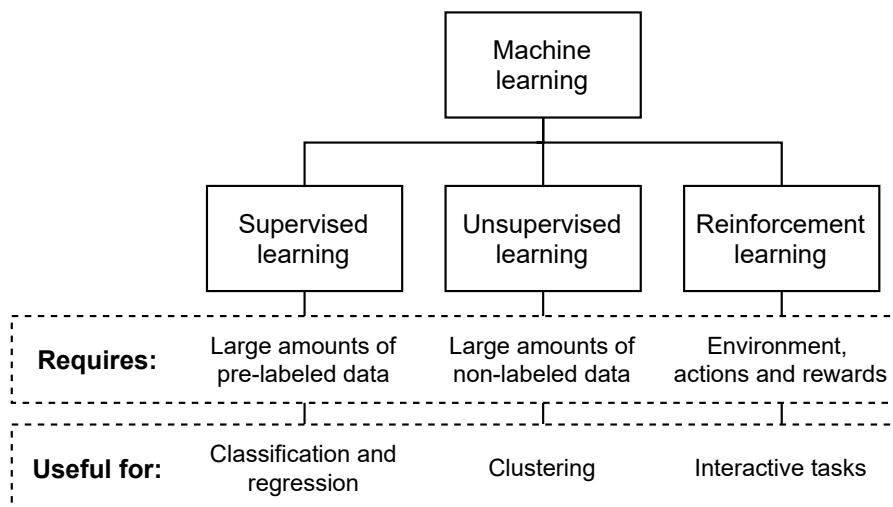 Machine
learning
Supervised
learning
Unsupervised
learning
Reinforcement
learning
Requires:
Large amounts of
pre-labeled data
Large amounts of
non-labeled data
Environment,
actions and rewards
Useful for:
Classification and
regression
Clustering
Interactive tasks